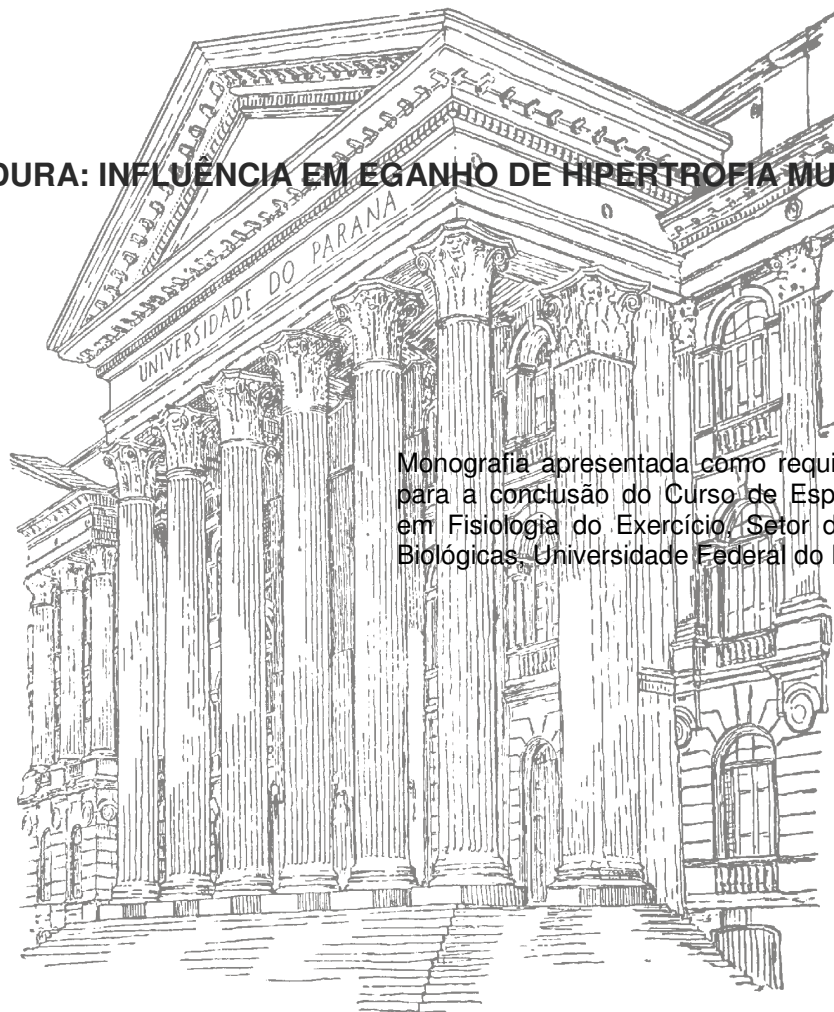 DURA: INFLUÊNCIA EM EGANHO DE HIPERTROFIA MU
UNIVERSIDADE DO PARANÁ
Monografia apresentada como requi
para a conclusão do Curso de Esp
em Fisiologia do Exercício, Setor d
Biológicas, Universidade Federal do